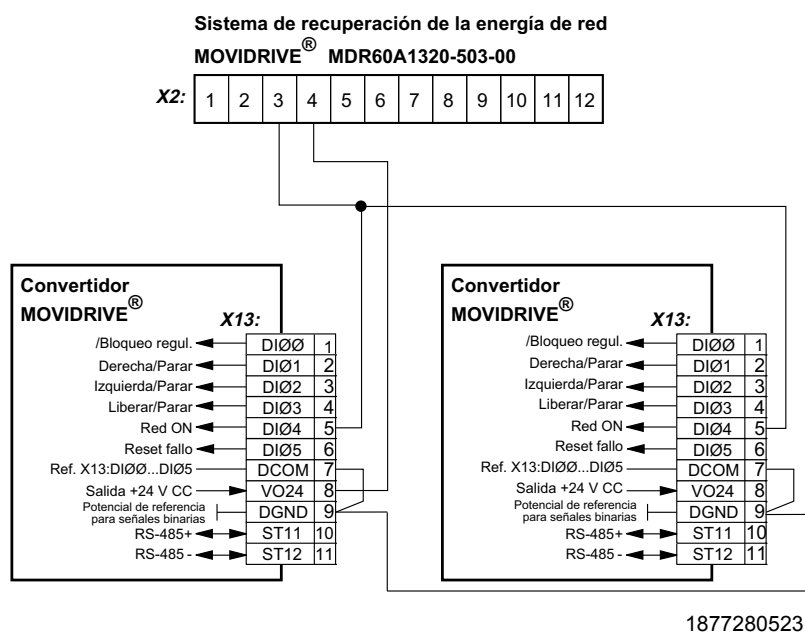 Sistema de recuperación de la energía de red
MOVIDRIVE® MDR60A1320-503-00
X2: 1 2 3 4 5 6 7 8 9 10 11 12
Convertidor
MOVIDRIVE®
X13:
/Bloqueo regul. DIØØ 1
Derecha/Parar DIØ1 2
Izquierda/Parar DIØ2 3
Liberar/Parar DIØ3 4
Red ON DIØ4 5
Reset fallo DIØ5 6
Ref. X13:DIØØ...DIØ5 DCOM 7
Salida +24 V CC VO24 8
Potencial de referencia
para señales binarias DGND 9
RS-485+ ST11 10
RS-485 - ST12 11
Convertidor
MOVIDRIVE®
X13:
/Bloqueo regul. DIØØ 1
Derecha/Parar DIØ1 2
Izquierda/Parar DIØ2 3
Liberar/Parar DIØ3 4
Red ON DIØ4 5
Reset fallo DIØ5 6
Ref. X13:DIØØ...DIØ5 DCOM 7
Salida +24 V CC VO24 8
Potencial de referencia
para señales binarias DGND 9
RS-485+ ST11 10
RS-485 - ST12 11
1877280523